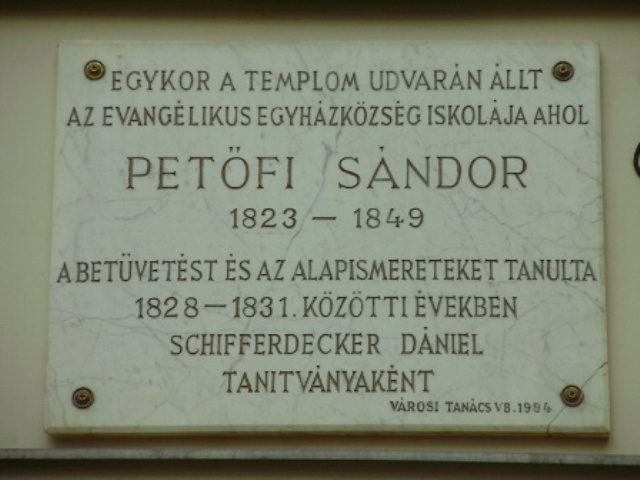 EGYKOR A TEMPLOM UDVARÁN ÁLLT
AZ EVANGÉLIKUS EGYHÁZKÖZSÉG ISKOLÁJA AHOL
PETŐFI SÁNDOR
1823 – 1849
A BETÜVETÉST ÉS AZ ALAPISMERETEKET TANULTA
1828 – 1831. KÖZÖTTI ÉVEKBEN
SCHIFFERDECKER DÁNIEL
TANITVÁNYAKÉNT
VÁROSI TANÁCS VB. 1984